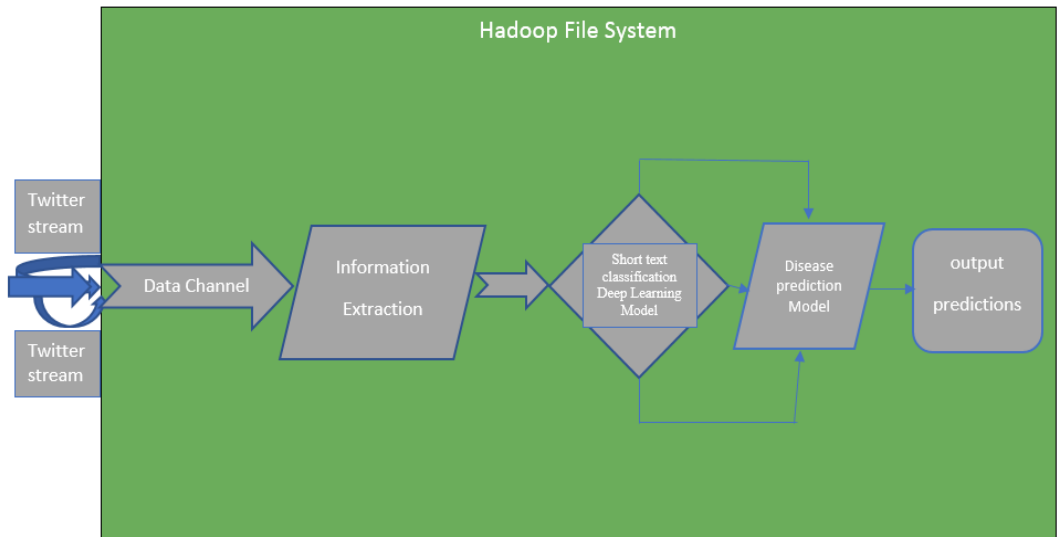 Hadoop File System
Twitter
stream
Data Channel
Twitter
stream
Information
Extraction
Short text
classification
Deep Learning
Model
Disease
prediction
Model
output
predictions